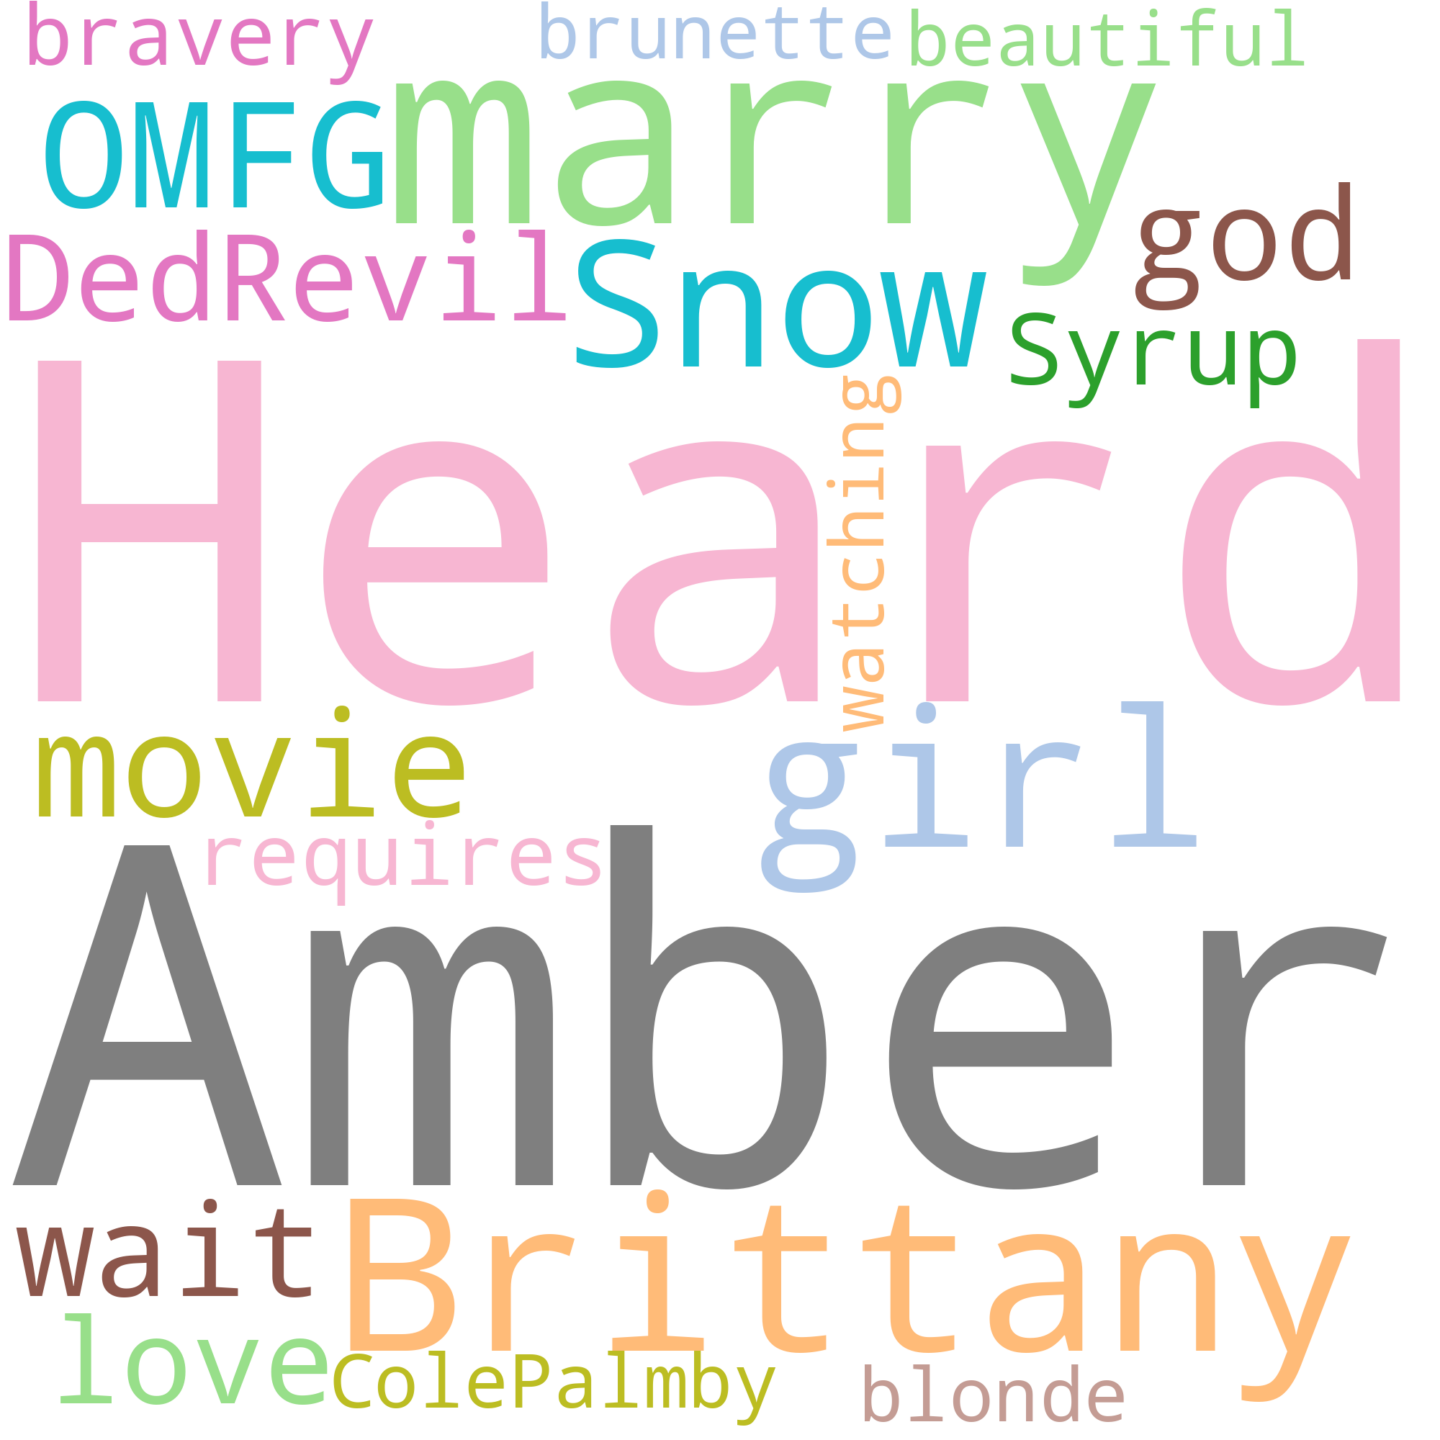 bravery brunette beautiful
OMFG marry
god
DedRevil Snow
Syrup
Heard
watching
movie girl
requires
Amber
wait Brittany
love ColePalmby blonde